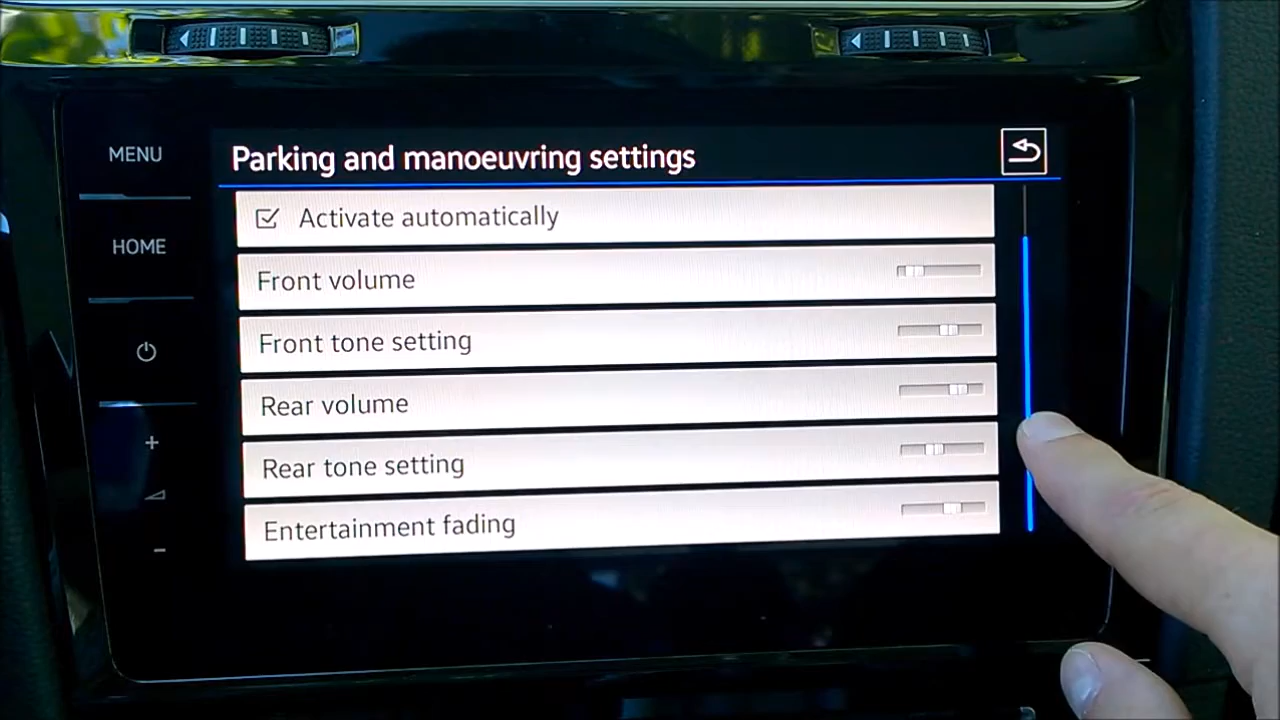 MENU
HOME
+
-
Parking and manoeuvring settings
Activate automatically
Front volume
Front tone setting
Rear volume
Rear tone setting
Entertainment fading